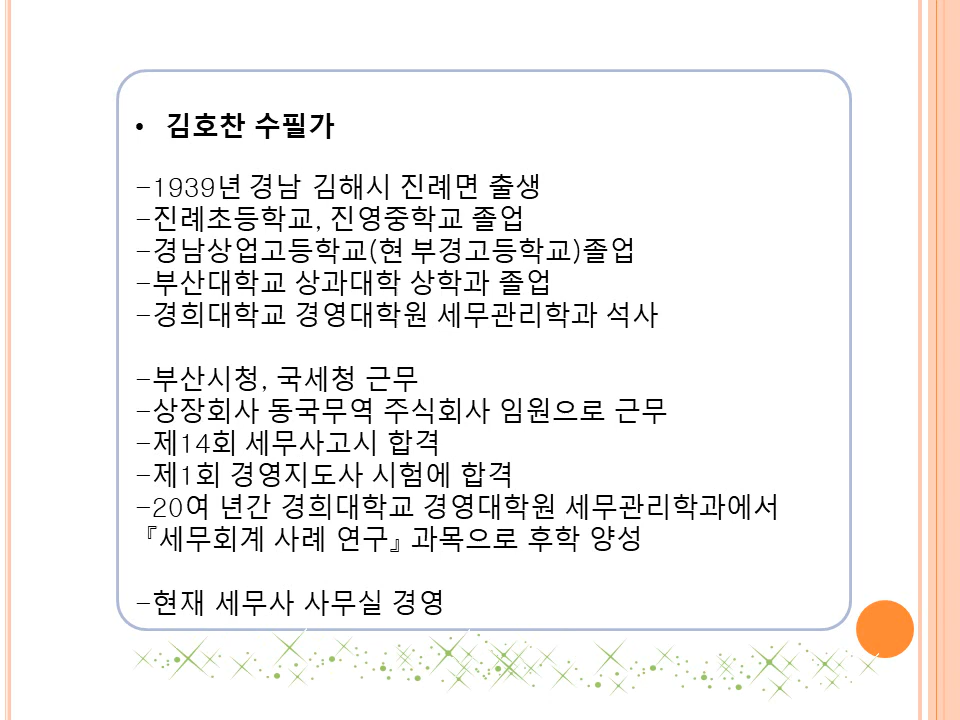 • 김호찬 수필가
-1939년 경남 김해시 진례면 출생
-진례초등학교, 진영중학교 졸업
-경남상업고등학교(현 부경고등학교)졸업
-부산대학교 상과대학 상학과 졸업
-경희대학교 경영대학원 세무관리학과 석사
-부산시청, 국세청 근무
-상장회사 동국무역 주식회사 임원으로 근무
-제14회 세무사고시 합격
-제1회 경영지도사 시험에 합격
-20여 년간 경희대학교 경영대학원 세무관리학과에서
『세무회계 사례 연구』 과목으로 후학 양성
-현재 세무사 사무실 경영